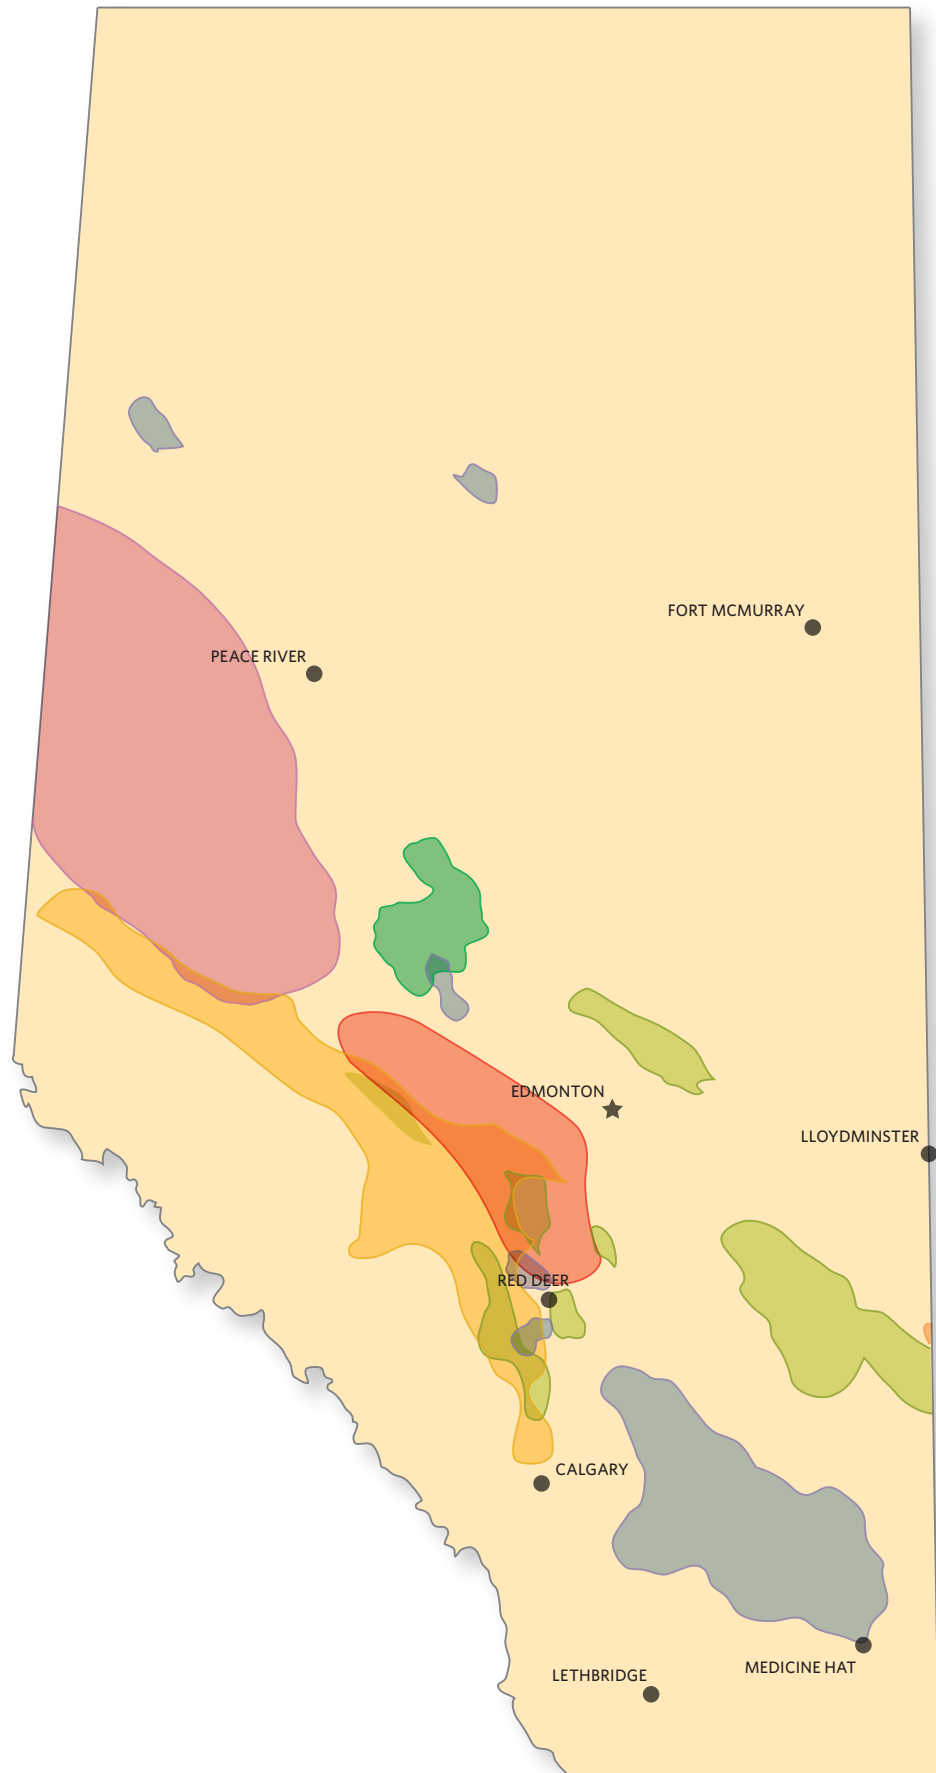 FORT MCMURRAY
PEACE RIVER
EDMONTON
LLOYDMINSTER
RED DEER
CALGARY
MEDICINE HAT
LETHBRIDGE